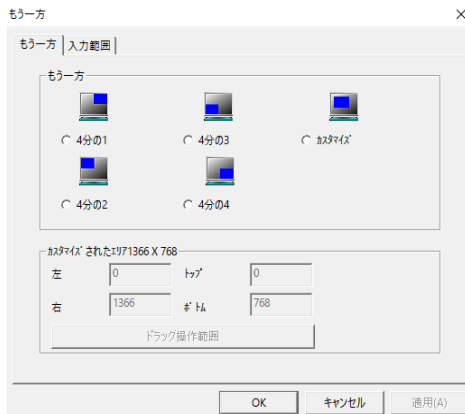 もう一方
もう一方 入力範囲
もう一方
4分の1 4分の3 ｶｽﾀﾏｲｽﾞ
4分の2 4分の4
ｶｽﾀﾏｲｽﾞされたｴﾘｱ1366 X 768
左 0 ﾄｯﾌﾟ 0
右 1366 ﾎﾞﾄﾑ 768
ドラッグ操作範囲
OK キャンセル 適用(A)